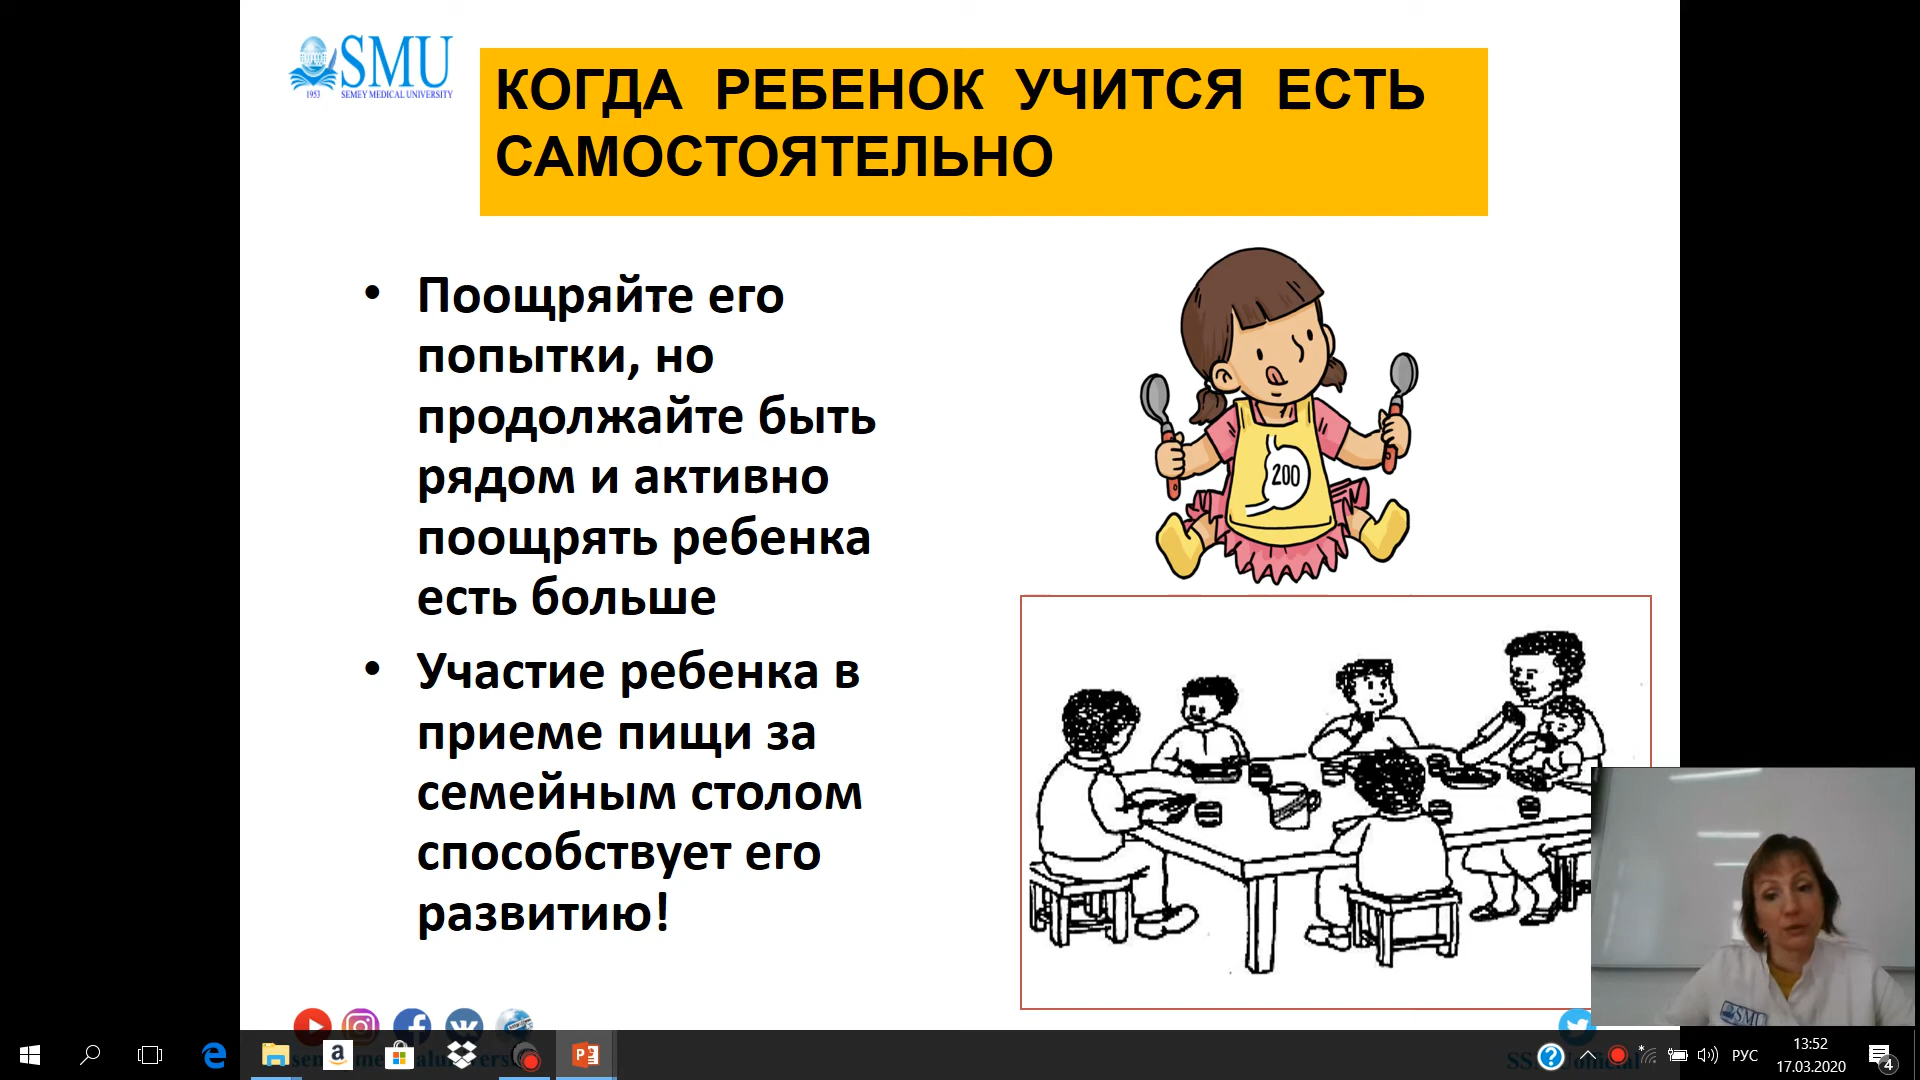 SMU
1953 SEMEY MEDICAL UNIVERSITY
КОГДА РЕБЕНОК УЧИТСЯ ЕСТЬ
САМОСТОЯТЕЛЬНО
• Поощряйте его
попытки, но
продолжайте быть
рядом и активно
поощрять ребенка
есть больше
• Участие ребенка в
приеме пищи за
семейным столом
способствует его
развитию!
200
SMU
РУС
13:52
17.03.2020
4